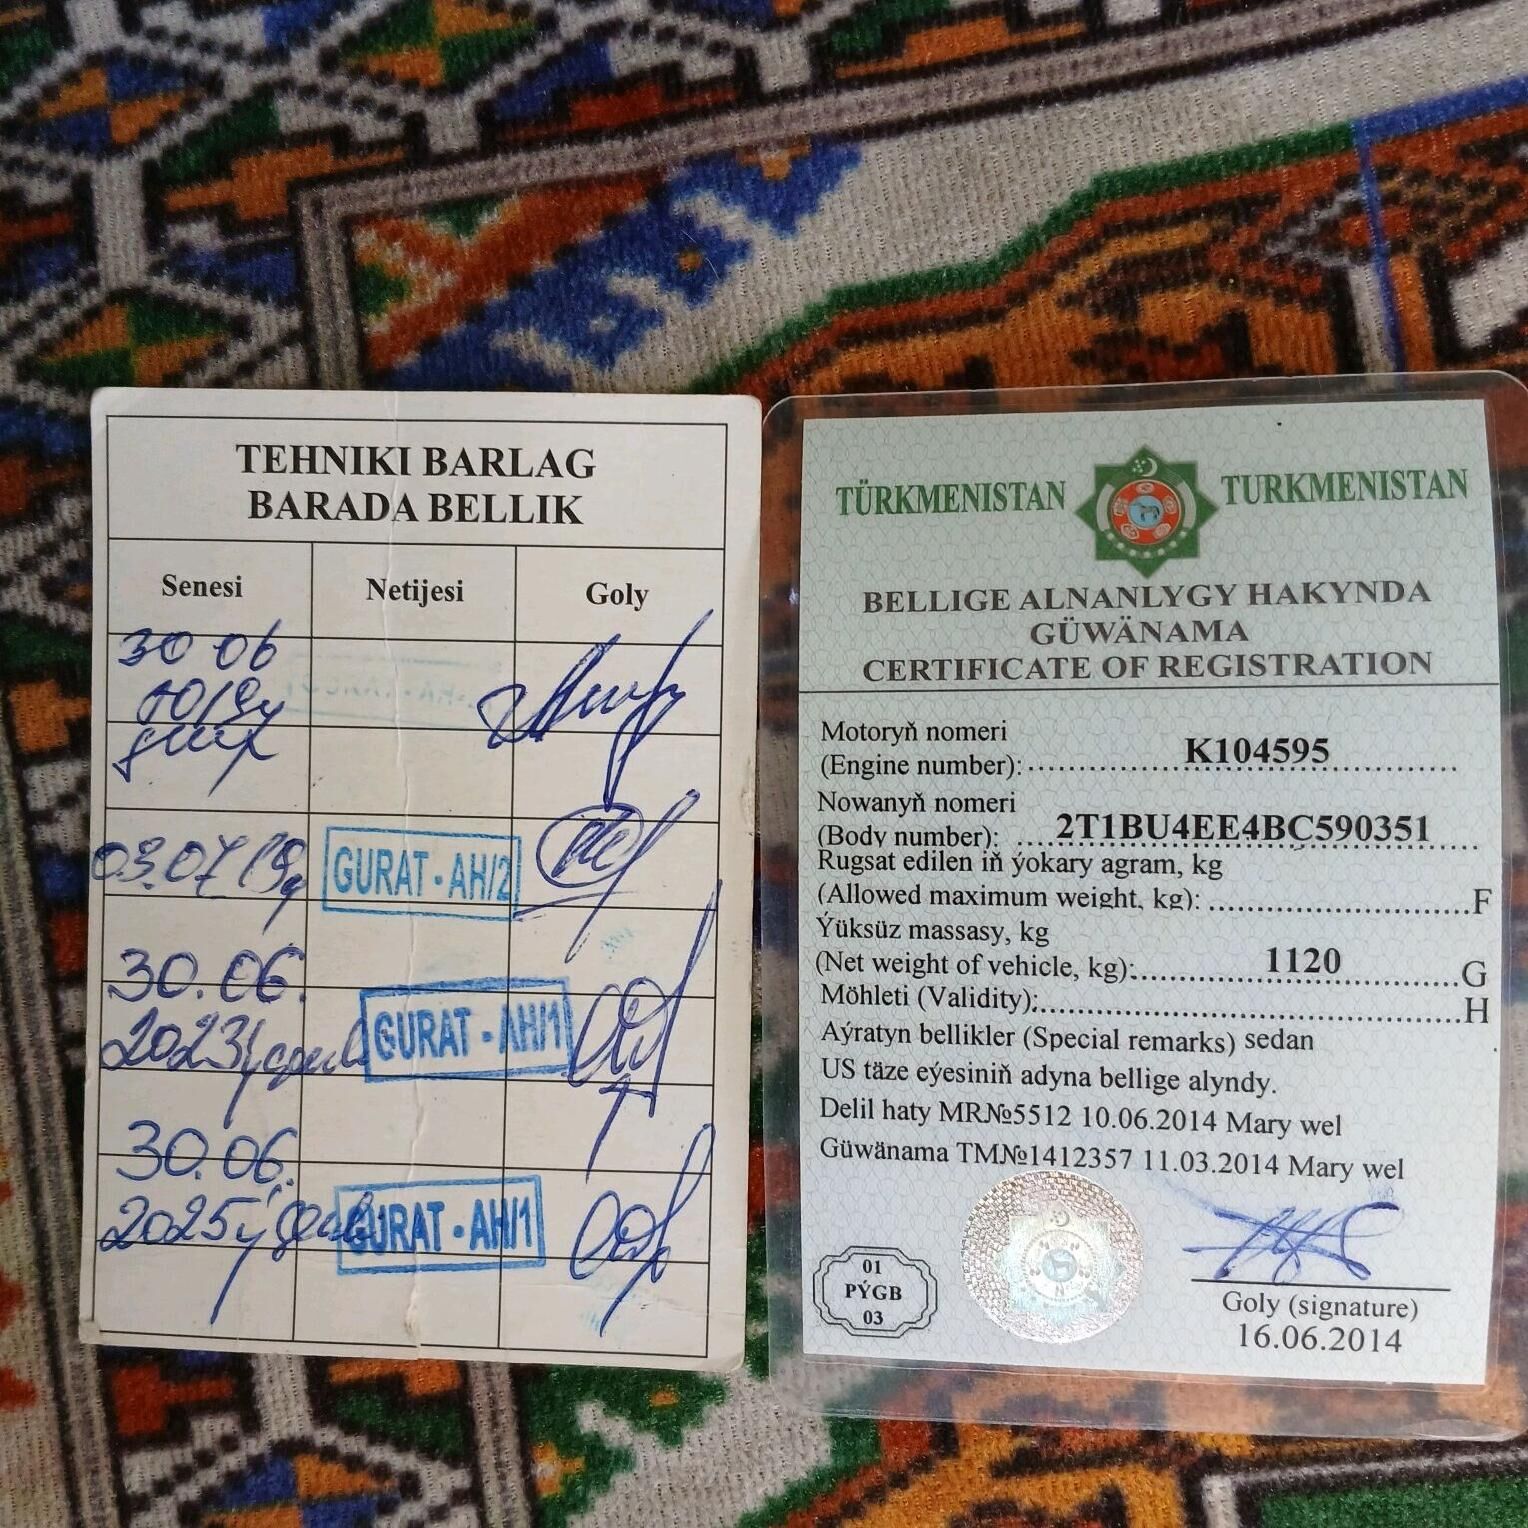 TEHNIKI BARLAG
BARADA BELLIK
Senesi Netijesi Goly
30 06
03.07
GURAT - AH/2
30.06.
2023ý
GURAT - AH/1
30.06.
2025ý
GURAT - AH/1
TÜRKMENISTAN TURKMENISTAN
BELLIGE ALNANLYGY HAKYNDA
GÜWÄNAMA
CERTIFICATE OF REGISTRATION
Motoryň nomeri
(Engine number): K104595
Nowanyň nomeri
(Body number): 2T1BU4EE4BC590351
Rugsat edilen iň ýokary agram, kg
(Allowed maximum weight, kg): F
Ýüksüz massasy, kg
(Net weight of vehicle, kg): 1120 G
Möhleti (Validity): H
Aýratyn bellikler (Special remarks) sedan
US täze eýesiniň adyna bellige alyndy.
Delil haty MR№5512 10.06.2014 Mary wel
Güwänama TM№1412357 11.03.2014 Mary wel
01
PÝGB
03
Goly (signature)
16.06.2014